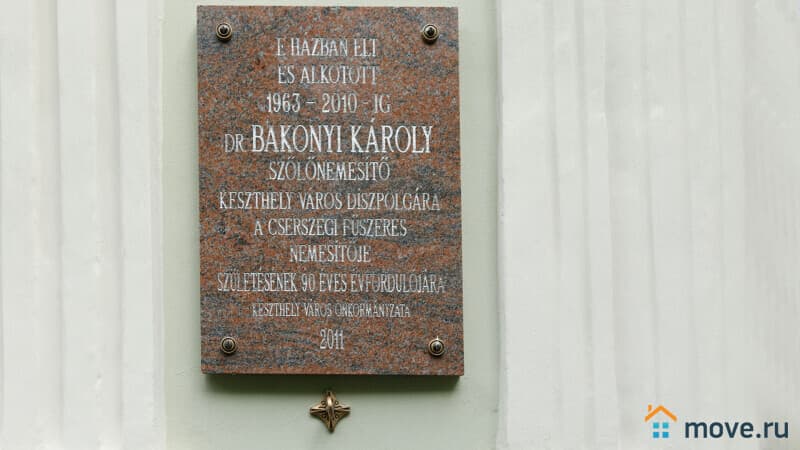 E HÁZBAN ÉLT
ÉS ALKOTOTT
1963 - 2010 - IG
DR BAKONYI KÁROLY
SZŐLŐNEMESÍTŐ
KESZTHELY VÁROS DÍSZPOLGÁRA
A CSERSZEGI FŰSZERES
NEMESÍTŐJE
SZÜLETÉSÉNEK 90 ÉVES ÉVFORDULÓJÁRA
KESZTHELY VÁROS ÖNKORMÁNYZATA
2011
move.ru